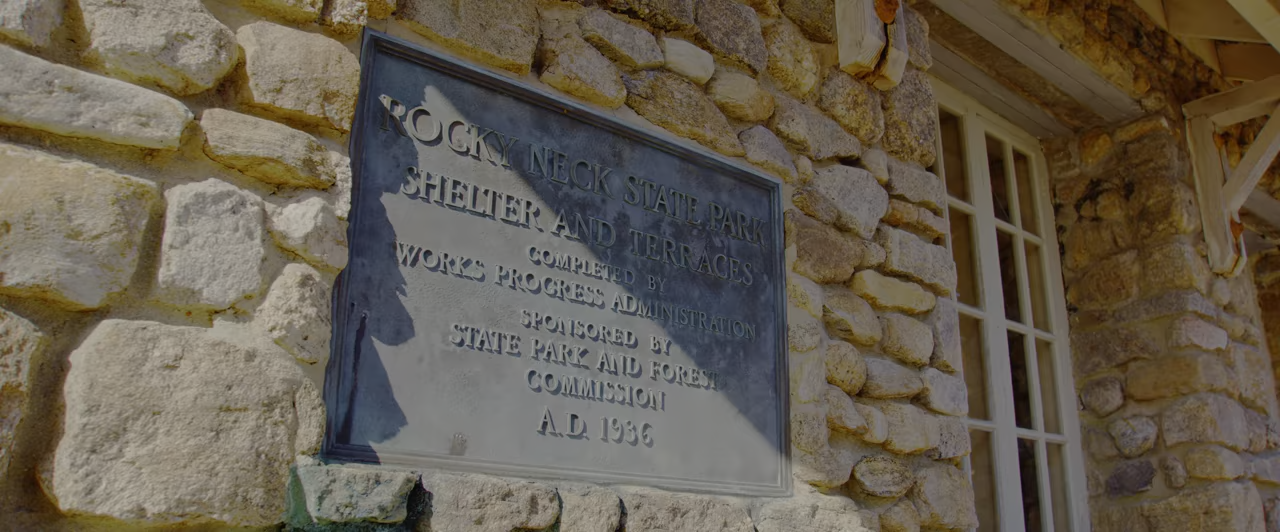 ROCKY NECK STATE PARK
SHELTER AND TERRACES
COMPLETED BY
WORKS PROGRESS ADMINISTRATION
SPONSORED BY
STATE PARK AND FOREST
COMMISSION
A.D. 1936